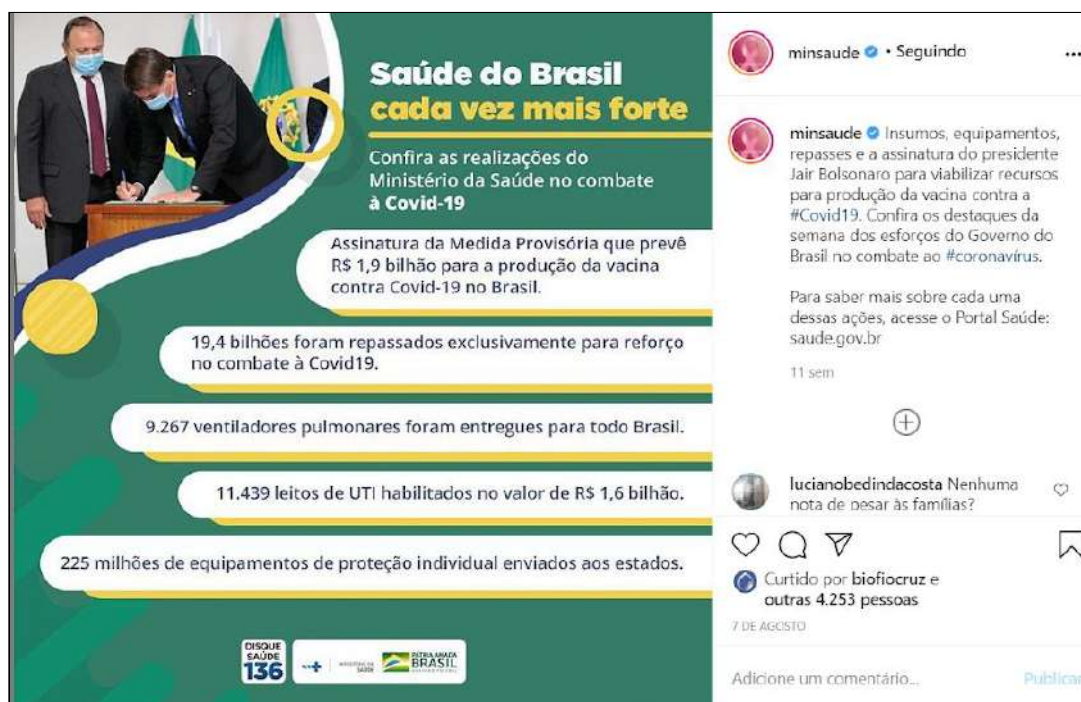 Saúde do Brasil
cada vez mais forte
Confira as realizações do
Ministério da Saúde no combate
à Covid-19
Assinatura da Medida Provisória que prevê
R$ 1,9 bilhão para a produção da vacina
contra Covid-19 no Brasil.
19,4 bilhões foram repassados exclusivamente para reforço
no combate à Covid19.
9.267 ventiladores pulmonares foram entregues para todo Brasil.
11.439 leitos de UTI habilitados no valor de R$ 1,6 bilhão.
225 milhões de equipamentos de proteção individual enviados aos estados.
DISQUE
SAÚDE
136
MINISTÉRIO DA
SAÚDE
PÁTRIA AMADA
BRASIL
minsaude • Seguindo
minsaude Insumos, equipamentos,
repasses e a assinatura do presidente
Jair Bolsonaro para viabilizar recursos
para produção da vacina contra a
#Covid19. Confira os destaques da
semana dos esforços do Governo do
Brasil no combate ao #coronavírus.
Para saber mais sobre cada uma
dessas ações, acesse o Portal Saúde:
saude.gov.br
11 sem
lucianobedindacosta Nenhuma
nota de pesar às famílias?
Curtido por biofiocruz e
outras 4.253 pessoas
7 DE AGOSTO
Adicione um comentário...
Publicar